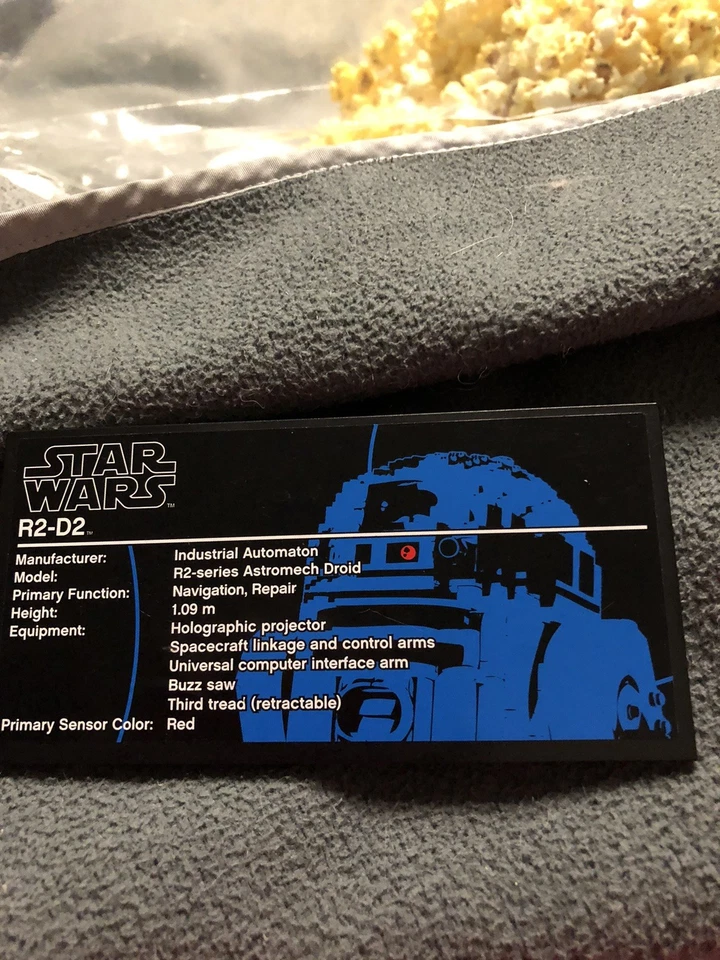 STAR
WARS™
R2-D2™
Manufacturer: Industrial Automaton
Model: R2-series Astromech Droid
Primary Function: Navigation, Repair
Height: 1.09 m
Equipment: Holographic projector
Spacecraft linkage and control arms
Universal computer interface arm
Buzz saw
Third tread (retractable)
Primary Sensor Color: Red